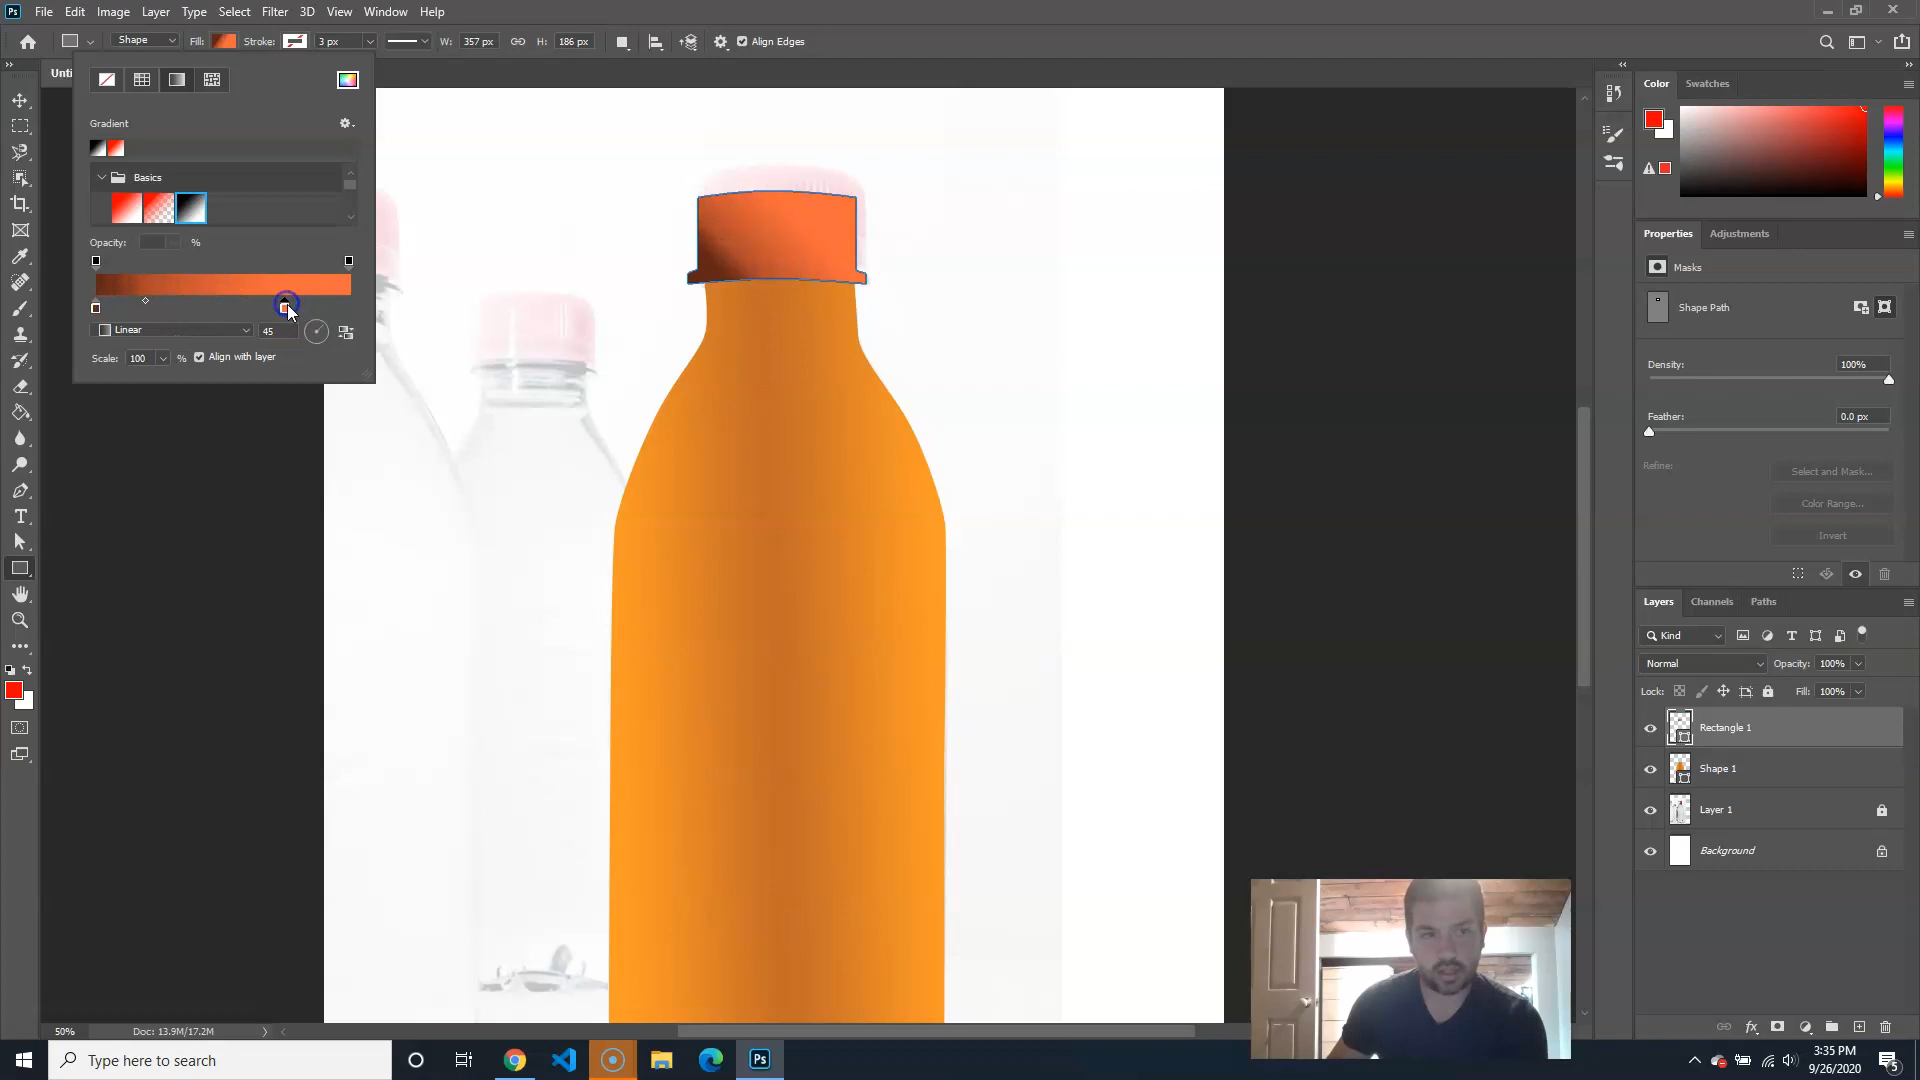 Ps File Edit Image Layer Type Select Filter 3D View Window Help
Shape Fill: Stroke: 3 px W: 357 px H: 186 px Align Edges
Unti
Color Swatches
Gradient
Basics
Opacity: %
Linear 45
Scale: 100 % Align with layer
Properties Adjustments
Masks
Shape Path
Density: 100%
Feather: 0.0 px
Refine: Select and Mask...
Color Range...
Invert
Layers Channels Paths
Kind
Normal Opacity: 100%
Lock: Fill: 100%
Rectangle 1
Shape 1
Layer 1
Background
50% Doc: 13.9M/17.2M
Type here to search
Ps
3:35 PM
9/26/2020
5